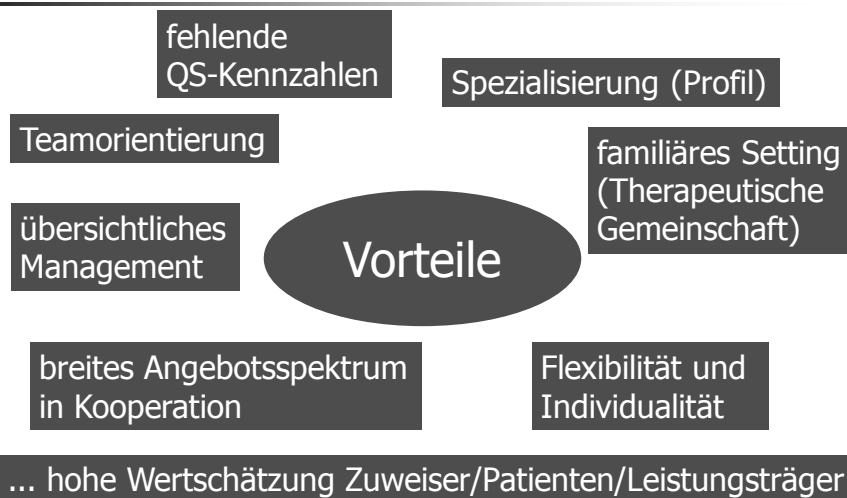 fehlende
QS-Kennzahlen
Spezialisierung (Profil)
Teamorientierung
familiäres Setting
(Therapeutische
Gemeinschaft)
übersichtliches
Management
Vorteile
breites Angebotsspektrum
in Kooperation
Flexibilität und
Individualität
... hohe Wertschätzung Zuweiser/Patienten/Leistungsträger